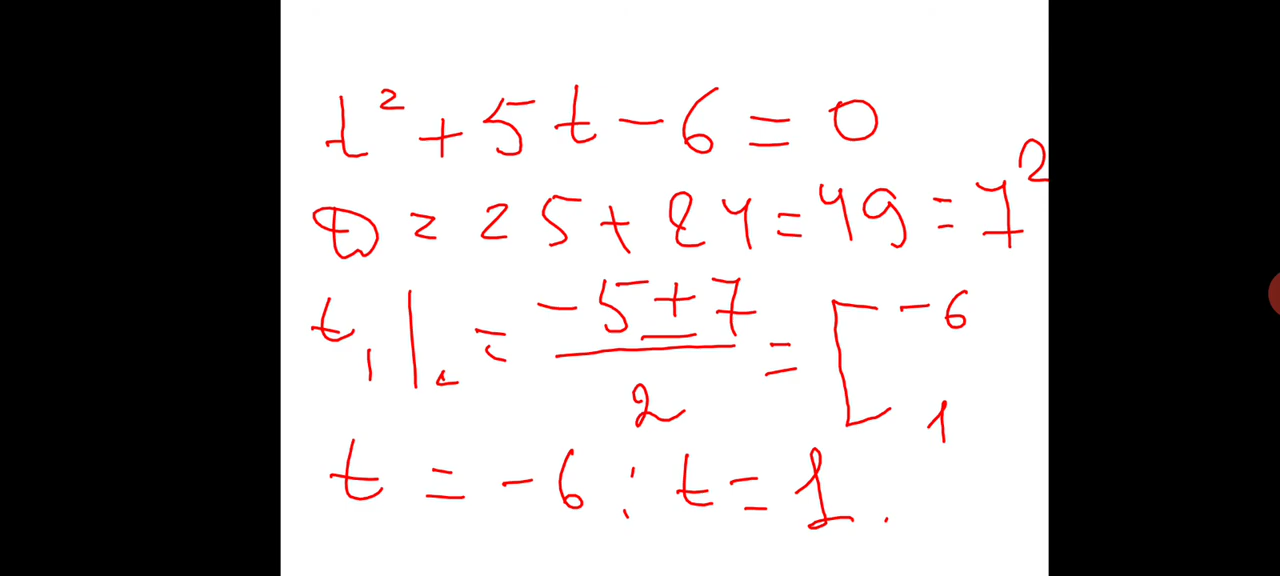 t² + 5t - 6 = 0
D = 25 + 24 = 49 = 7²
t₁|₂ = (-5 ± 7) / 2 = [ -6 1
t = -6 ; t = 1.